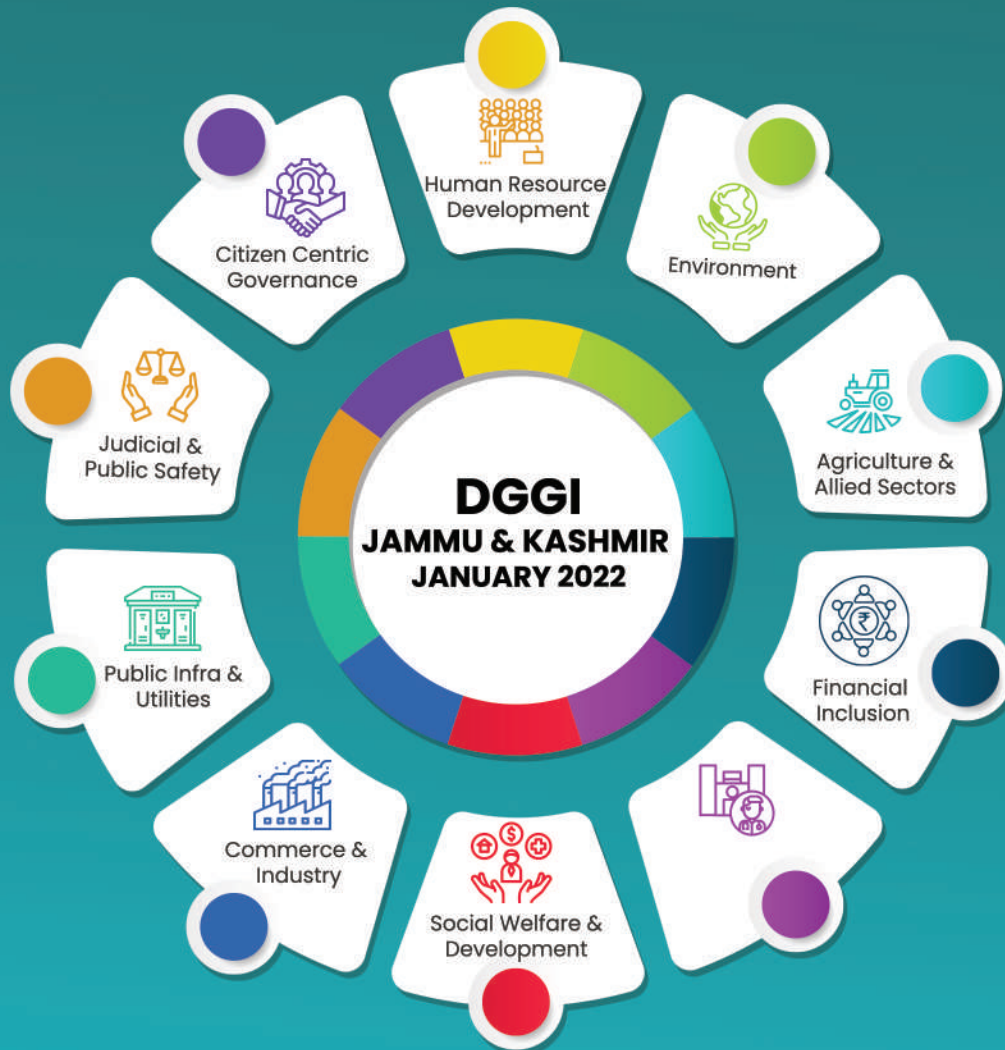 Human Resource
Development
Environment
Agriculture &
Allied Sectors
Financial
Inclusion
Social Welfare &
Development
Commerce &
Industry
Public Infra &
Utilities
Judicial &
Public Safety
Citizen Centric
Governance
DGGI
JAMMU & KASHMIR
JANUARY 2022